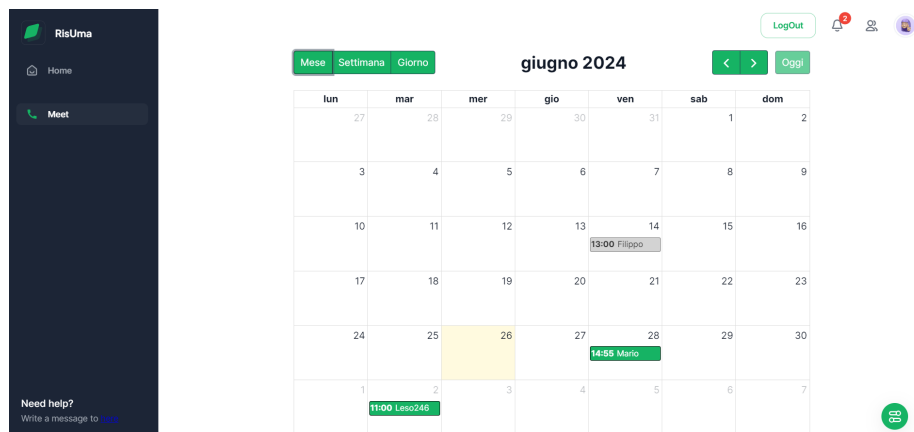 RisUma
Home
Meet
Need help?
Write a message to
LogOut
2
Mese Settimana Giorno
giugno 2024
Oggi
lun mar mer gio ven sab dom
27 28 29 30 31 1 2
3 4 5 6 7 8 9
10 11 12 13 14 15 16
13:00 Filippo
17 18 19 20 21 22 23
24 25 26 27 28 29 30
14:55 Mario
1 2 3 4 5 6 7
11:00 Leso246